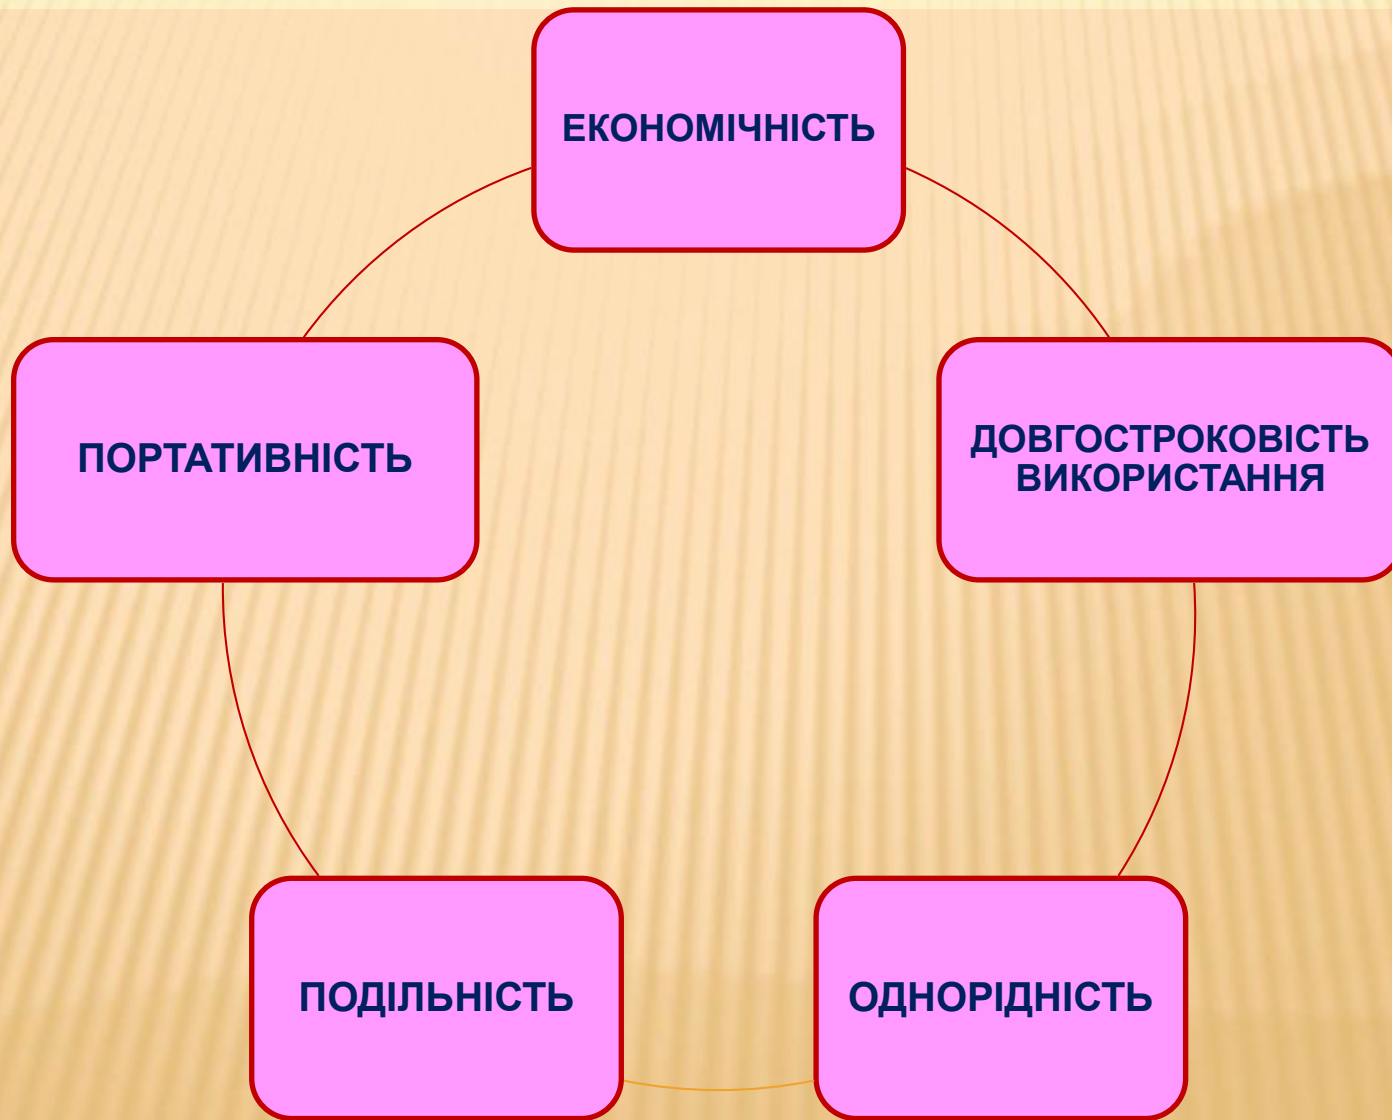 ЕКОНОМІЧНІСТЬ
ПОРТАТИВНІСТЬ
ДОВГОСТРОКОВІСТЬ
ВИКОРИСТАННЯ
ПОДІЛЬНІСТЬ
ОДНОРІДНІСТЬ